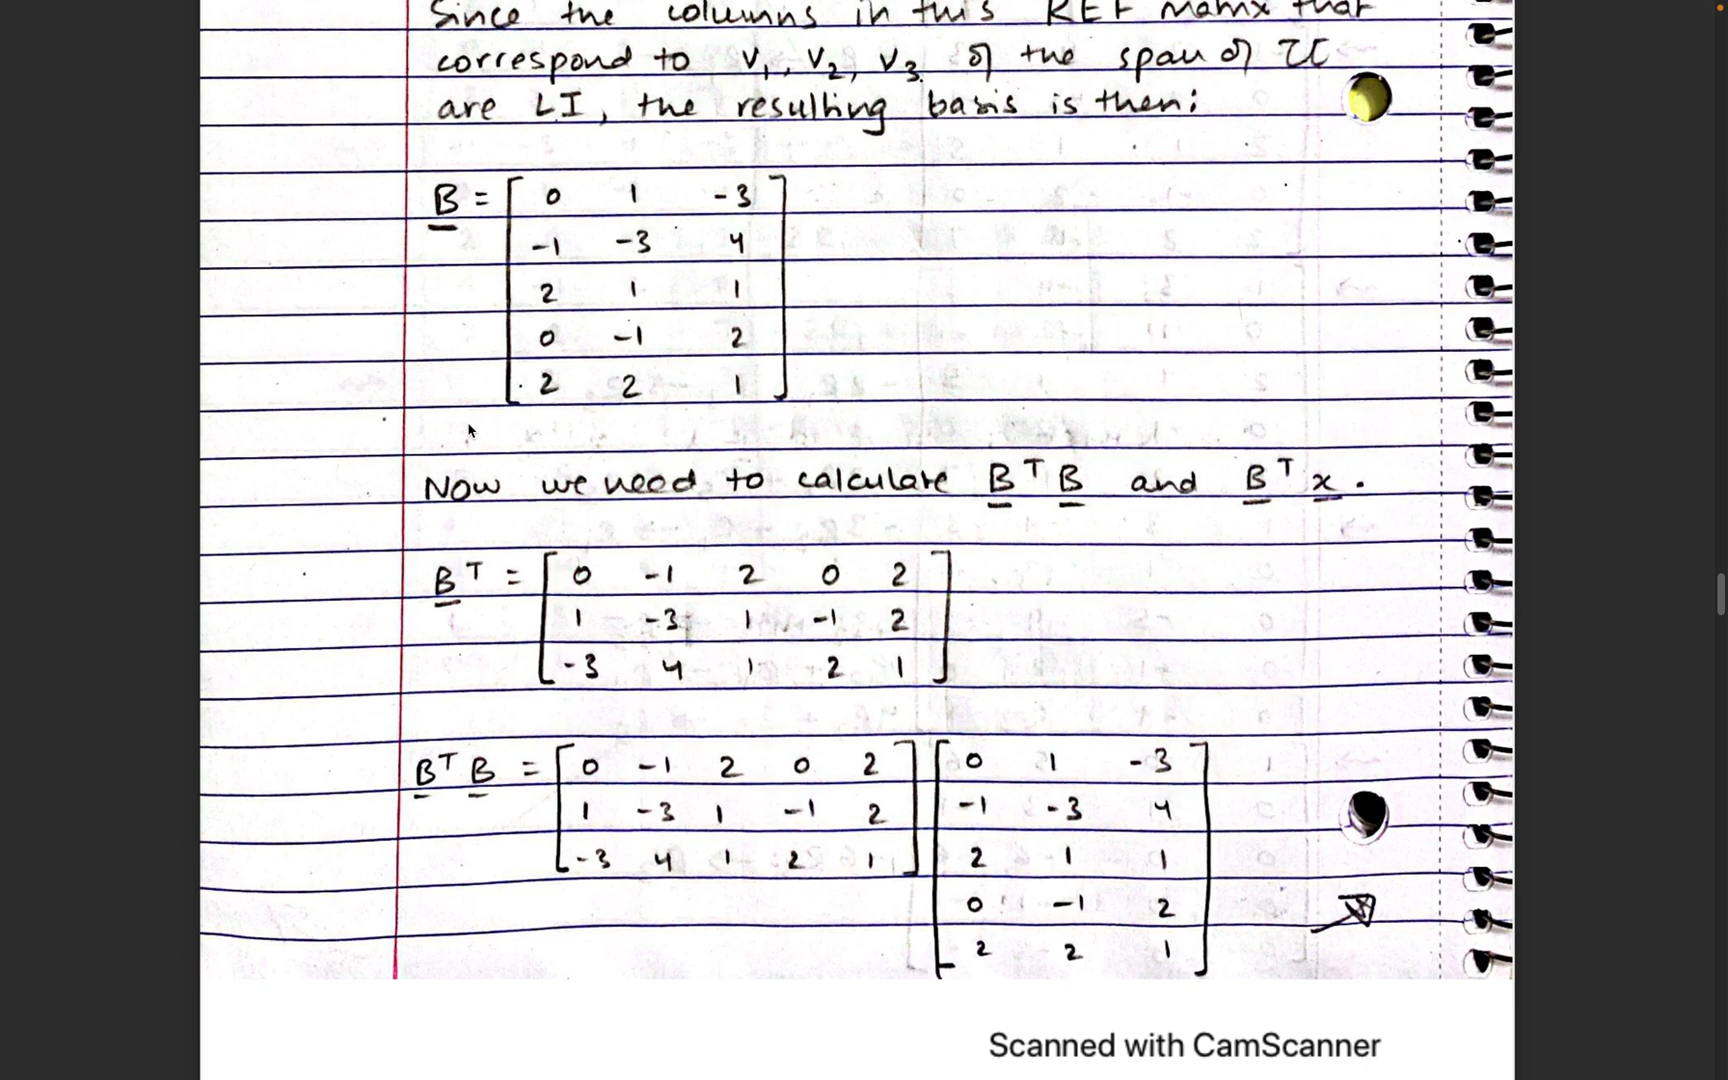 Since the columns in this REF matrix that
correspond to v₁, v₂, v₃ of the span of U
are LI, the resulting basis is then:
B = [ 0 1 -3
-1 -3 4
2 1 1
0 -1 2
2 2 1 ]
Now we need to calculate Bᵀ B and Bᵀ x.
Bᵀ = [ 0 -1 2 0 2
1 -3 1 -1 2
-3 4 1 2 1 ]
Bᵀ B = [ 0 -1 2 0 2 ] [ 0 1 -3
1 -3 1 -1 2 -1 -3 4
-3 4 1 2 1 2 1 1
0 -1 2
2 2 1 ]
Scanned with CamScanner